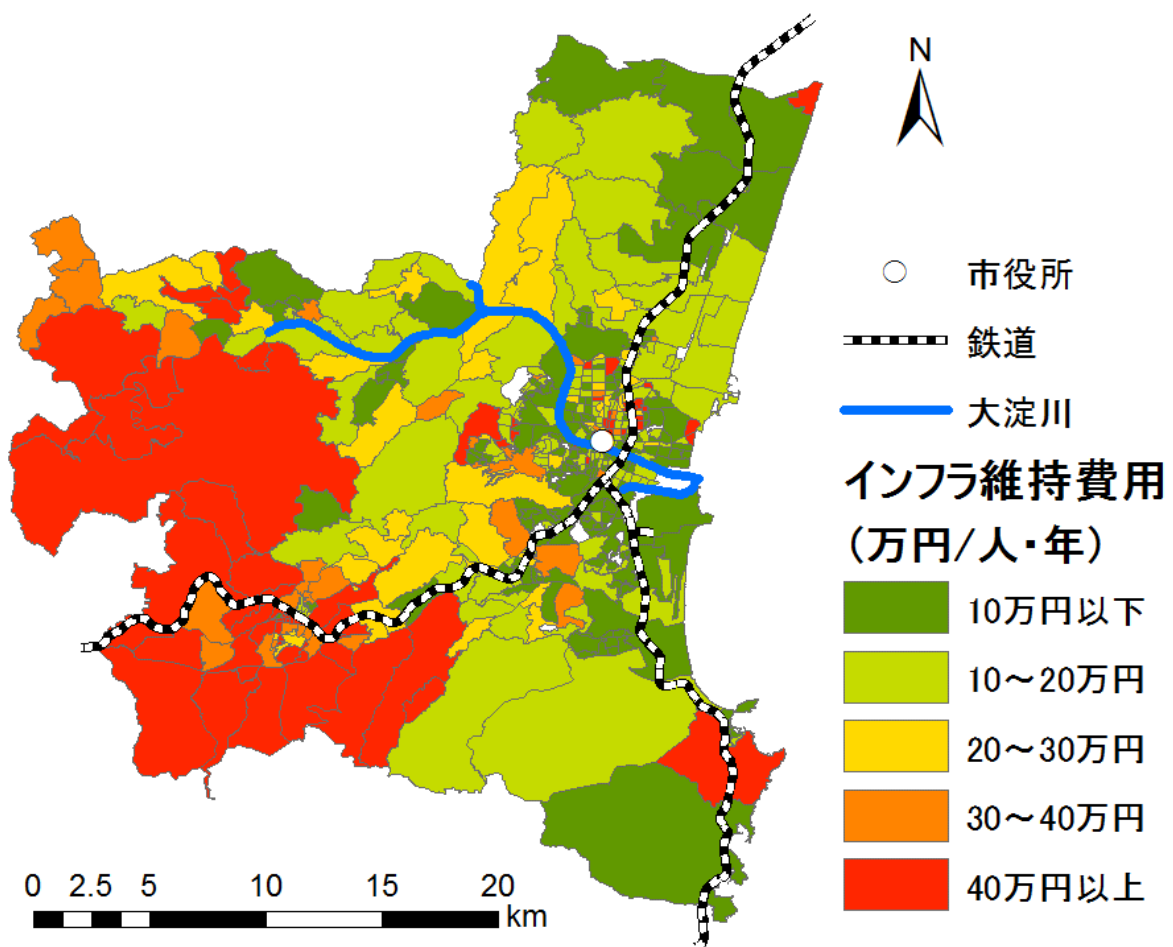 N
市役所
鉄道
大淀川
インフラ維持費用
(万円/人・年)
10万円以下
10～20万円
20～30万円
30～40万円
40万円以上
0 2.5 5 10 15 20
km